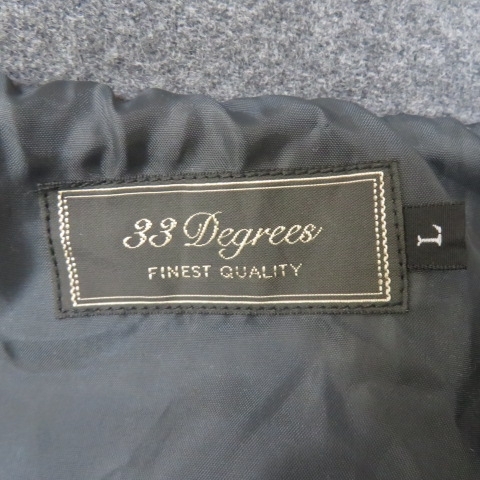 33 Degrees
FINEST QUALITY
L